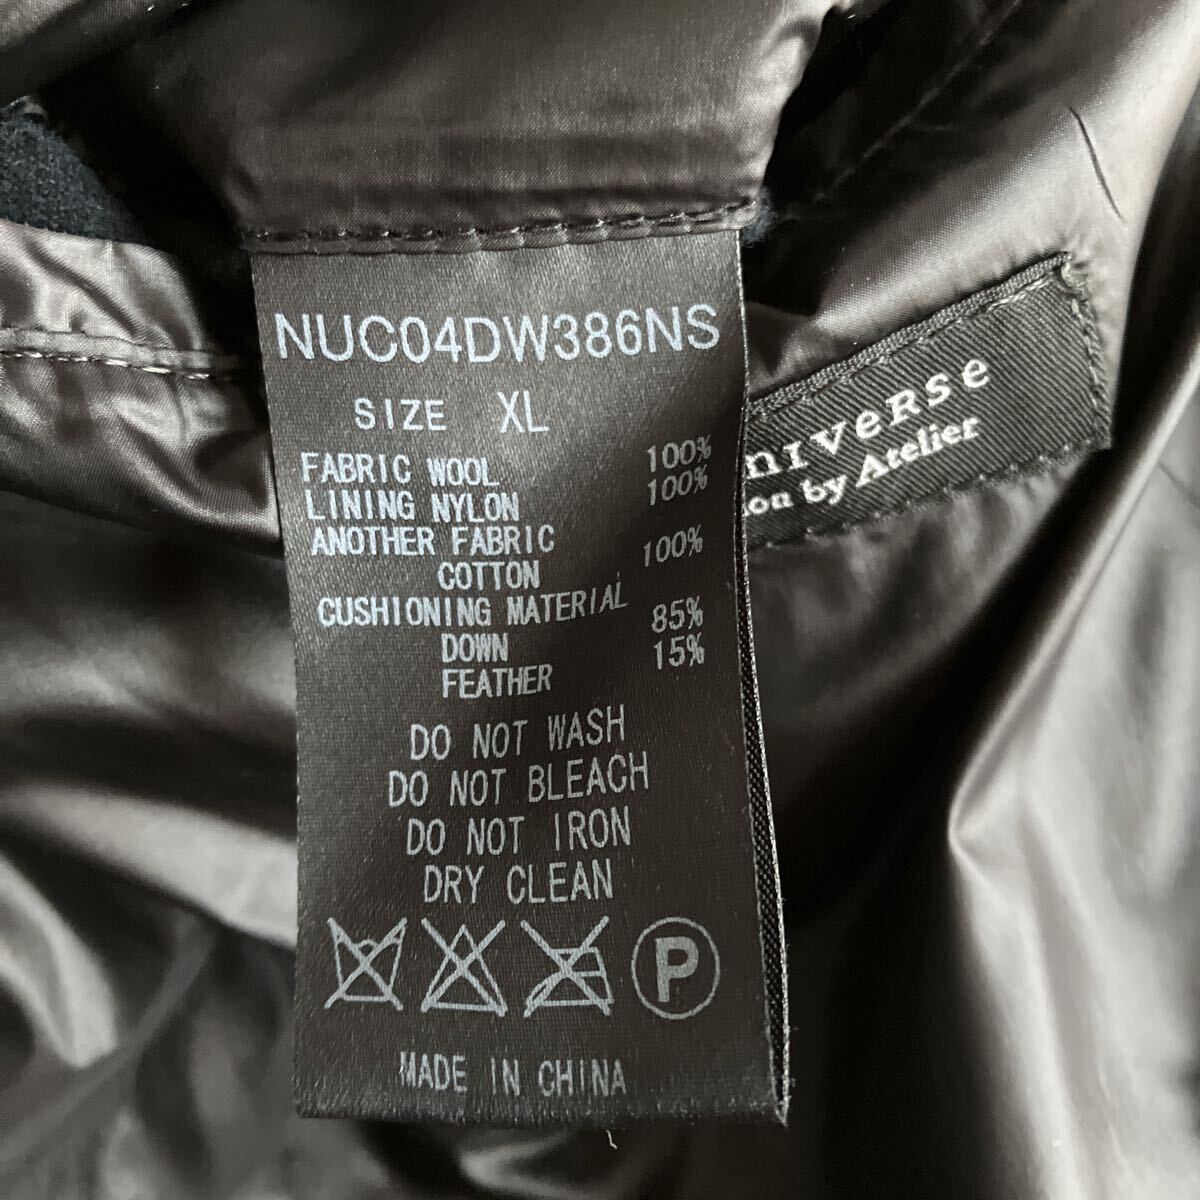 NUC04DW386NS
SIZE XL
FABRIC WOOL 100%
LINING NYLON 100%
ANOTHER FABRIC 100%
COTTON
CUSHIONING MATERIAL 85%
DOWN 15%
FEATHER
DO NOT WASH
DO NOT BLEACH
DO NOT IRON
DRY CLEAN
P
MADE IN CHINA
niveRSe
ion by Atelier